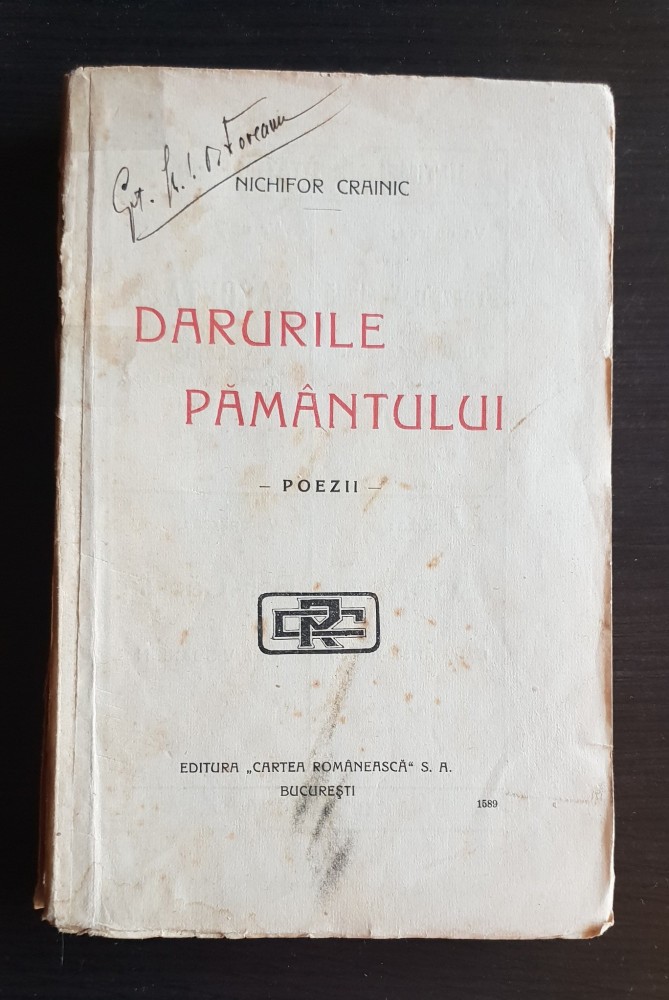 NICHIFOR CRAINIC
DARURILE
PĂMÂNTULUI
– POEZII –
CRC
EDITURA „CARTEA ROMÂNEASCĂ“ S. A.
BUCUREŞTI
1589